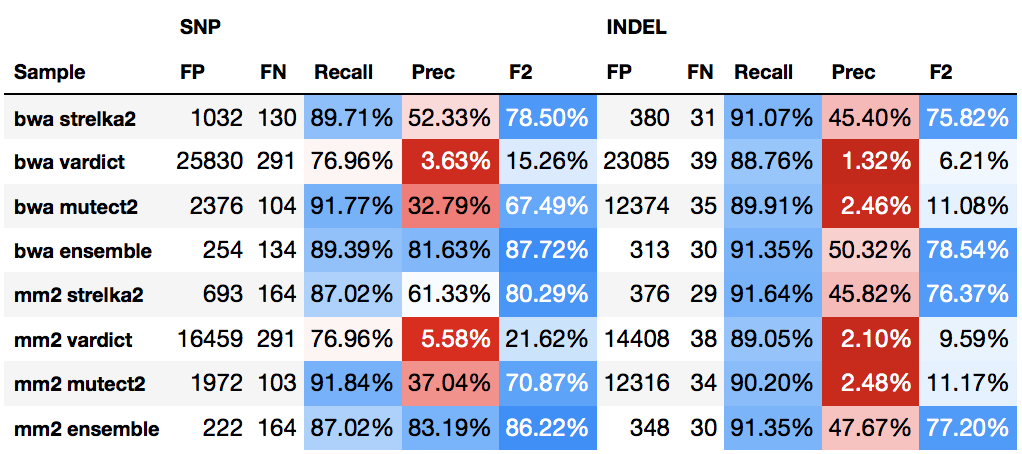 SNP INDEL
Sample FP FN Recall Prec F2 FP FN Recall Prec F2
bwa strelka2 1032 130 89.71% 52.33% 78.50% 380 31 91.07% 45.40% 75.82%
bwa vardict 25830 291 76.96% 3.63% 15.26% 23085 39 88.76% 1.32% 6.21%
bwa mutect2 2376 104 91.77% 32.79% 67.49% 12374 35 89.91% 2.46% 11.08%
bwa ensemble 254 134 89.39% 81.63% 87.72% 313 30 91.35% 50.32% 78.54%
mm2 strelka2 693 164 87.02% 61.33% 80.29% 376 29 91.64% 45.82% 76.37%
mm2 vardict 16459 291 76.96% 5.58% 21.62% 14408 38 89.05% 2.10% 9.59%
mm2 mutect2 1972 103 91.84% 37.04% 70.87% 12316 34 90.20% 2.48% 11.17%
mm2 ensemble 222 164 87.02% 83.19% 86.22% 348 30 91.35% 47.67% 77.20%